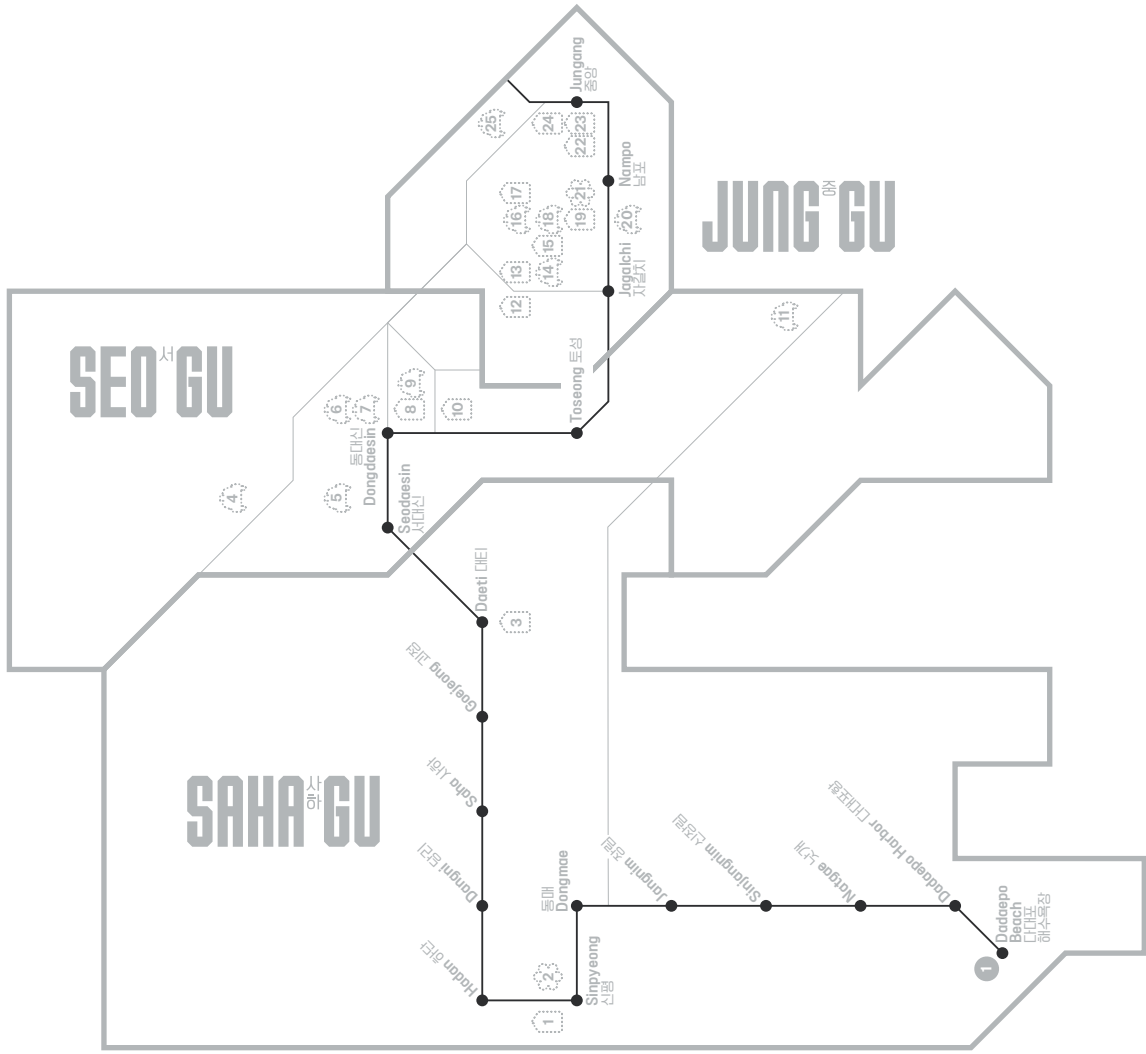 Jungang
중앙
25
24
23
22
Nampo
남포
17
16
18
21
19
20
15
13
14
12
Jagalchi
자갈치
JUNG 중 GU
11
SEO 서 GU
6
7
9
8
10
Toseong 토성
동대신
Dongdaesin
4
5
Seodaesin
서대신
Daeti 대티
3
Goejeong 괴정
Saha 사하
SAHA 사하 GU
Dangni 당리
Hadan 하단
동매
Dongmae
Jangnim 장림
Sinjangnim 신장림
Natgae 낫개
Dadaepo Harbor 다대포항
2
1
Sinpyeong
신평
1
Dadaepo
Beach
다대포
해수욕장